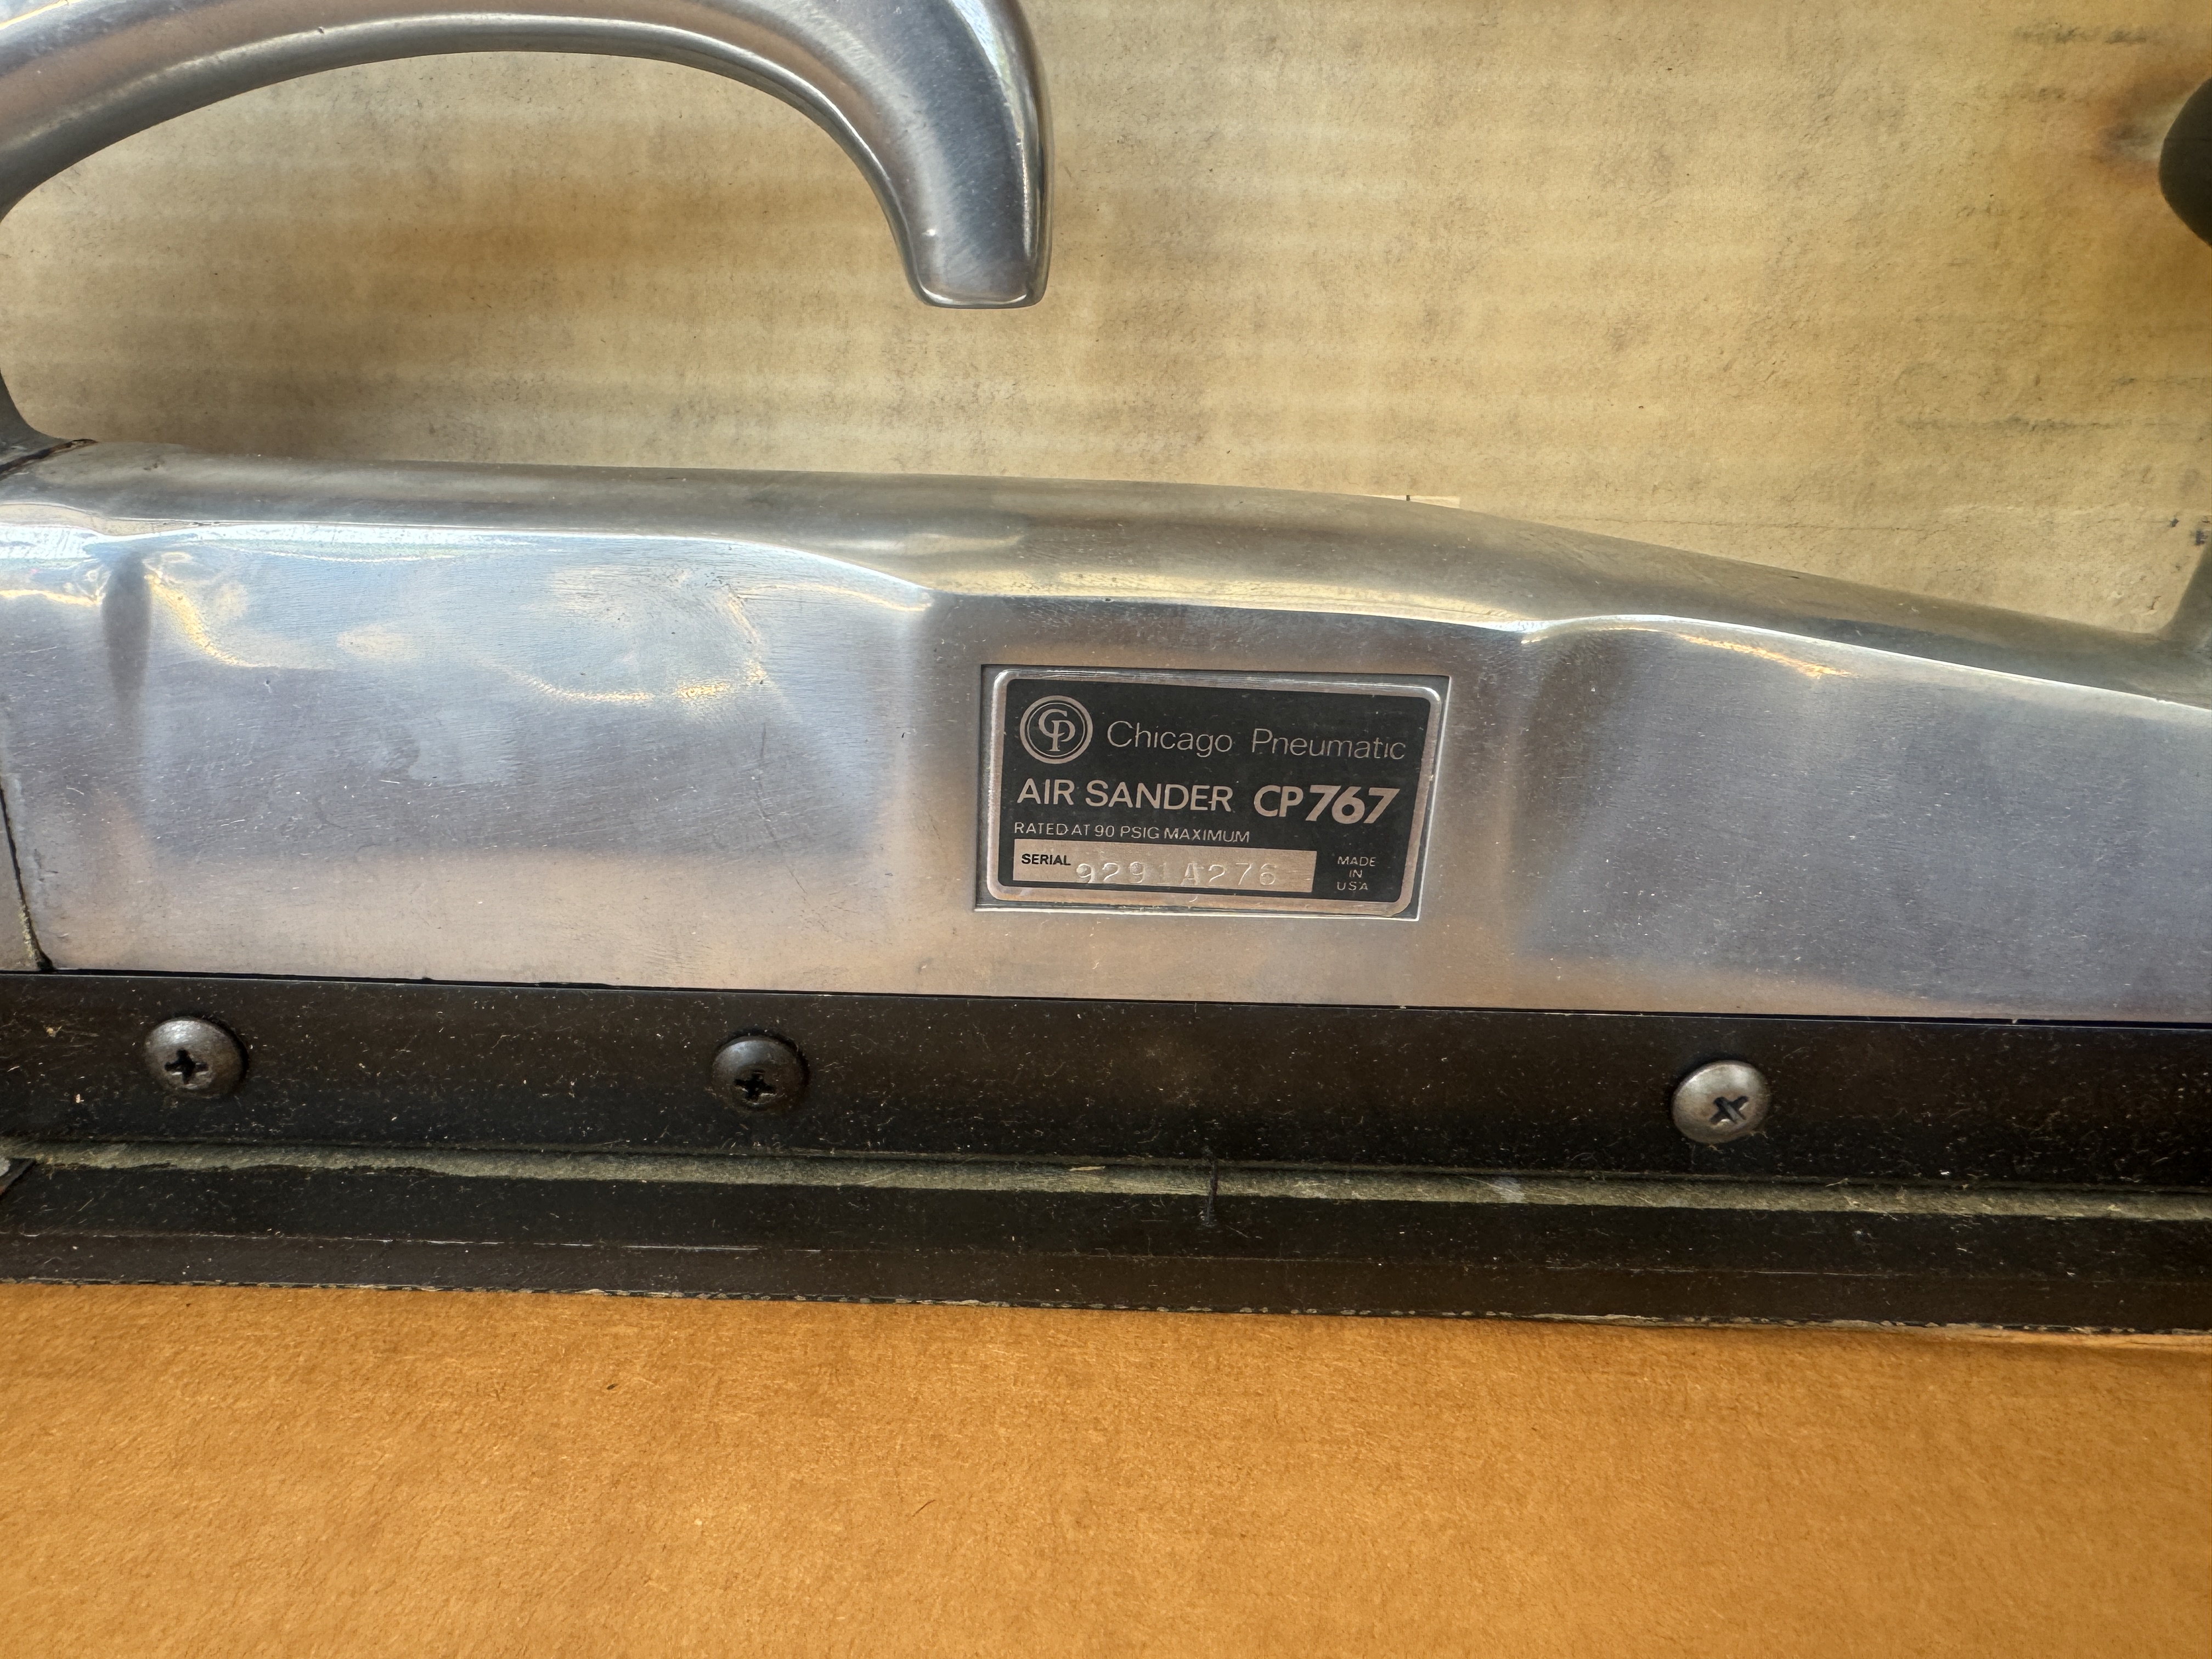 CP Chicago Pneumatic
AIR SANDER CP767
RATED AT 90 PSIG MAXIMUM
SERIAL 9291A276
MADE
IN
USA